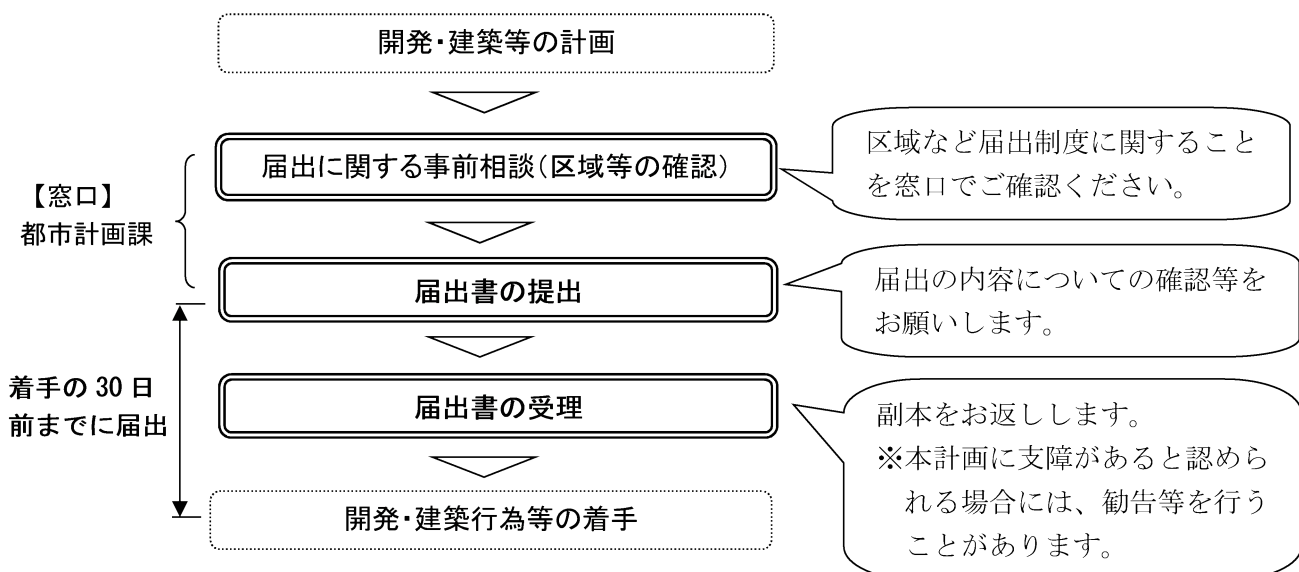 開発・建築等の計画
届出に関する事前相談（区域等の確認）
区域など届出制度に関すること
を窓口でご確認ください。
【窓口】
都市計画課
届出書の提出
届出の内容についての確認等を
お願いします。
着手の 30 日
前までに届出
届出書の受理
副本をお返しします。
※本計画に支障があると認めら
れる場合には、勧告等を行う
ことがあります。
開発・建築行為等の着手